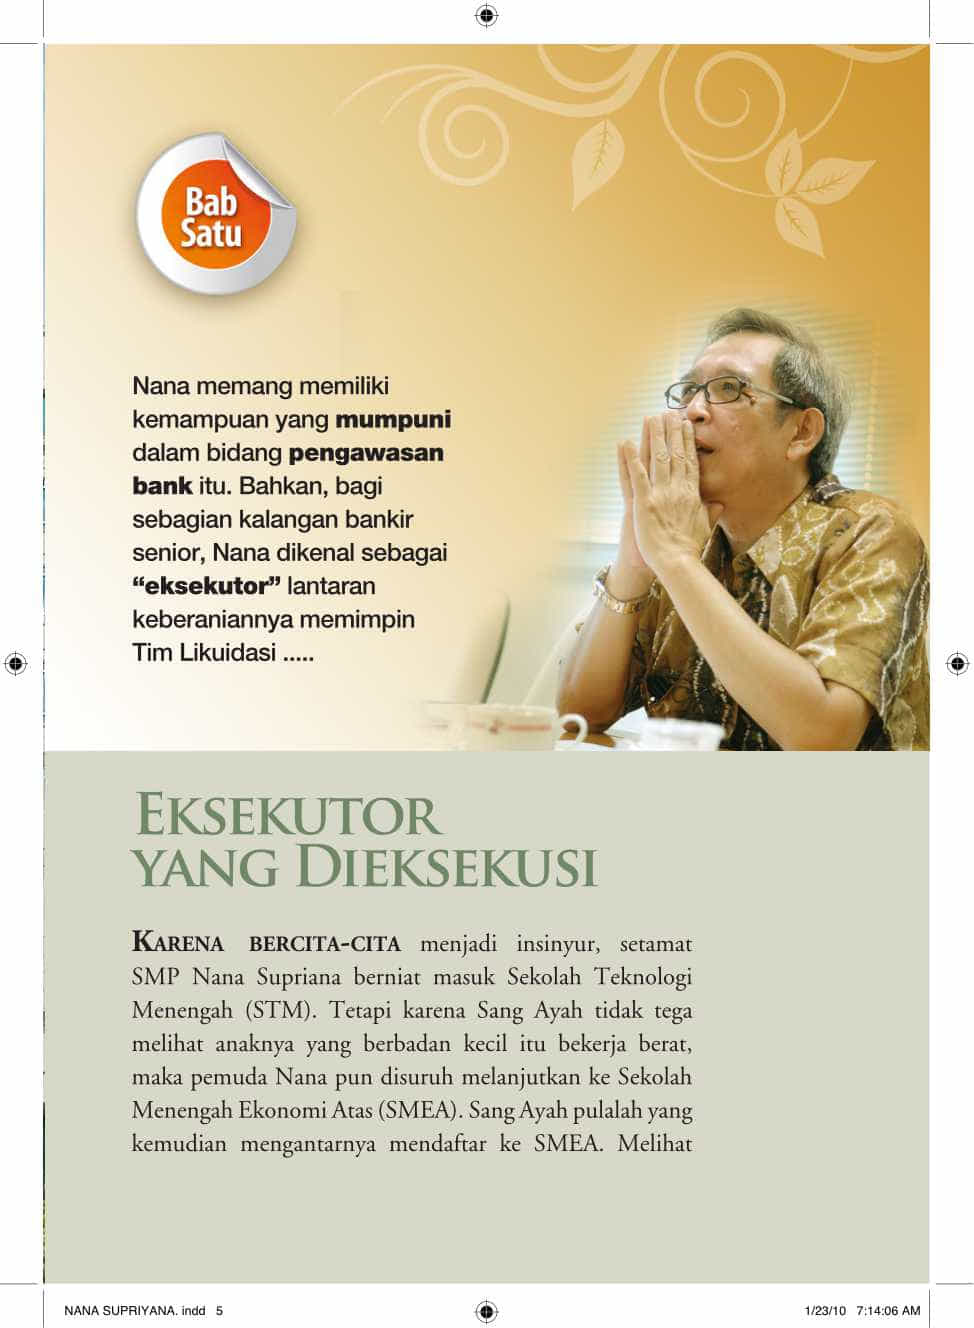 Bab
Satu
Nana memang memiliki
kemampuan yang mumpuni
dalam bidang pengawasan
bank itu. Bahkan, bagi
sebagian kalangan bankir
senior, Nana dikenal sebagai
“eksekutor” lantaran
keberaniannya memimpin
Tim Likuidasi .....
Eksekutor
yang Dieksekusi
Karena bercita-cita menjadi insinyur, setamat
SMP Nana Supriana berniat masuk Sekolah Teknologi
Menengah (STM). Tetapi karena Sang Ayah tidak tega
melihat anaknya yang berbadan kecil itu bekerja berat,
maka pemuda Nana pun disuruh melanjutkan ke Sekolah
Menengah Ekonomi Atas (SMEA). Sang Ayah pulalah yang
kemudian mengantarnya mendaftar ke SMEA. Melihat
NANA SUPRIYANA. indd 5
1/23/10 7:14:06 AM